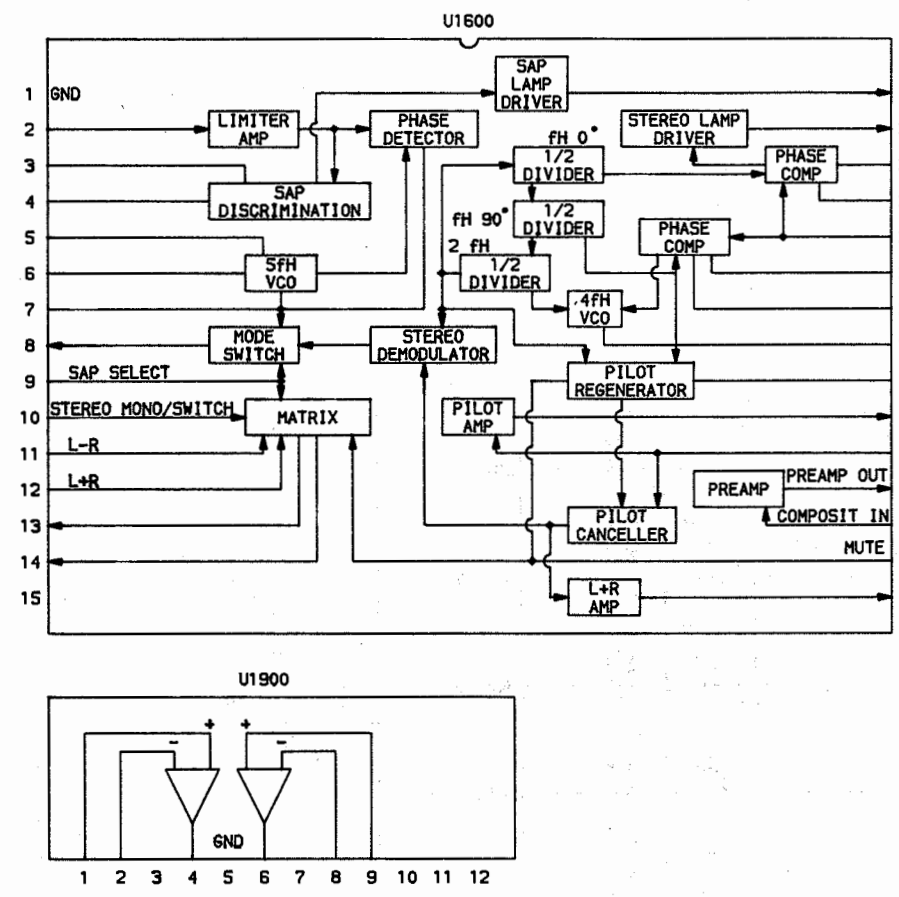 U1600
1 GND
SAP
LAMP
DRIVER
2
LIMITER
AMP
PHASE
DETECTOR
STEREO LAMP
DRIVER
fH 0°
1/2
DIVIDER
PHASE
COMP
3
4
SAP
DISCRIMINATION
fH 90°
1/2
DIVIDER
PHASE
COMP
5
2 fH
1/2
DIVIDER
6
5fH
VCO
4fH
VCO
7
8
MODE
SWITCH
STEREO
DEMODULATOR
9 SAP SELECT
PILOT
REGENERATOR
10 STEREO MONO/SWITCH
MATRIX
PILOT
AMP
11 L-R
12 L+R
PREAMP
PREAMP OUT
COMPOSIT IN
13
PILOT
CANCELLER
14
MUTE
15
L+R
AMP
U1900
+ +
- -
GND
1 2 3 4 5 6 7 8 9 10 11 12